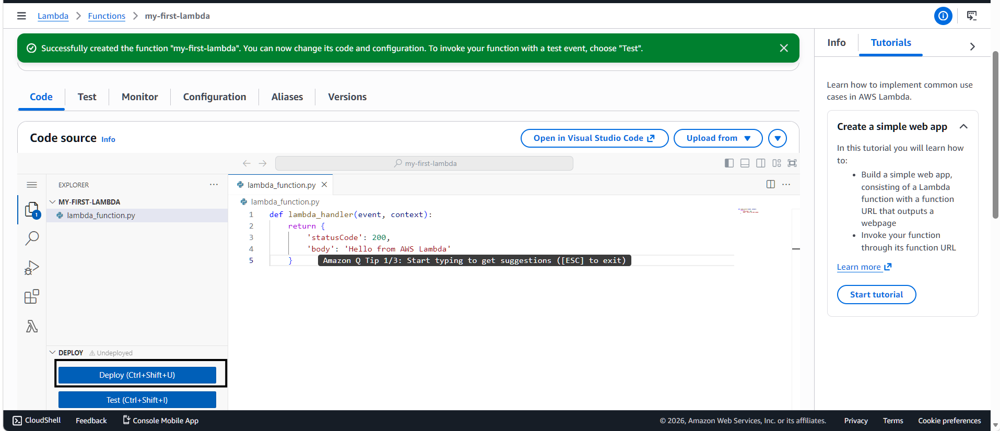 Lambda > Functions > my-first-lambda
Successfully created the function "my-first-lambda". You can now change its code and configuration. To invoke your function with a test event, choose "Test".
Code
Test
Monitor
Configuration
Aliases
Versions
Code source Info
Open in Visual Studio Code
Upload from
my-first-lambda
EXPLORER
MY-FIRST-LAMBDA
lambda_function.py
1
DEPLOY Undeployed
Deploy (Ctrl+Shift+U)
Test (Ctrl+Shift+I)
lambda_function.py
lambda_function.py
1 def lambda_handler(event, context):
2 return {
3 'statusCode': 200,
4 'body': 'Hello from AWS Lambda'
5 } Amazon Q Tip 1/3: Start typing to get suggestions ([ESC] to exit)
Info
Tutorials
Learn how to implement common use
cases in AWS Lambda.
Create a simple web app
In this tutorial you will learn how
to:
• Build a simple web app,
consisting of a Lambda
function with a function
URL that outputs a
webpage
• Invoke your function
through its function URL
Learn more
Start tutorial
CloudShell
Feedback
Console Mobile App
© 2026, Amazon Web Services, Inc. or its affiliates.
Privacy
Terms
Cookie preferences